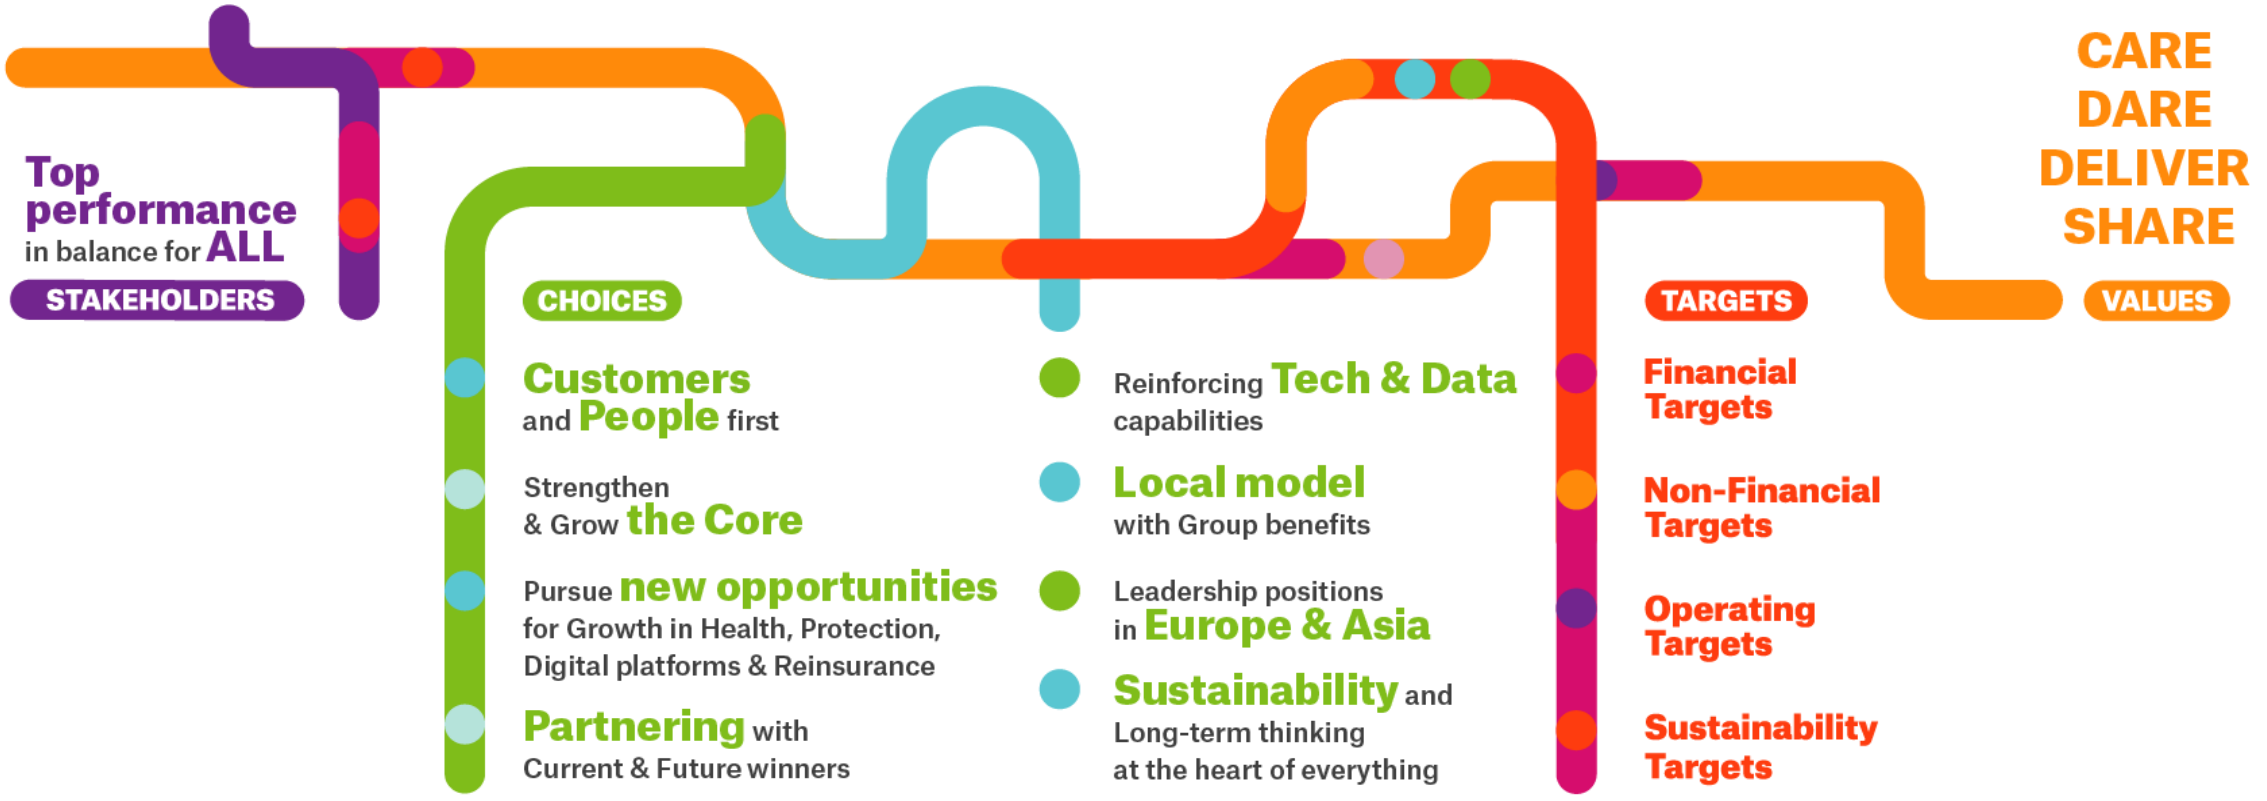 Top
performance
in balance for ALL
STAKEHOLDERS
CHOICES
Customers
and People first
Strengthen
& Grow the Core
Pursue new opportunities
for Growth in Health, Protection,
Digital platforms & Reinsurance
Partnering with
Current & Future winners
Reinforcing Tech & Data
capabilities
Local model
with Group benefits
Leadership positions
in Europe & Asia
Sustainability and
Long-term thinking
at the heart of everything
TARGETS
Financial
Targets
Non-Financial
Targets
Operating
Targets
Sustainability
Targets
CARE
DARE
DELIVER
SHARE
VALUES